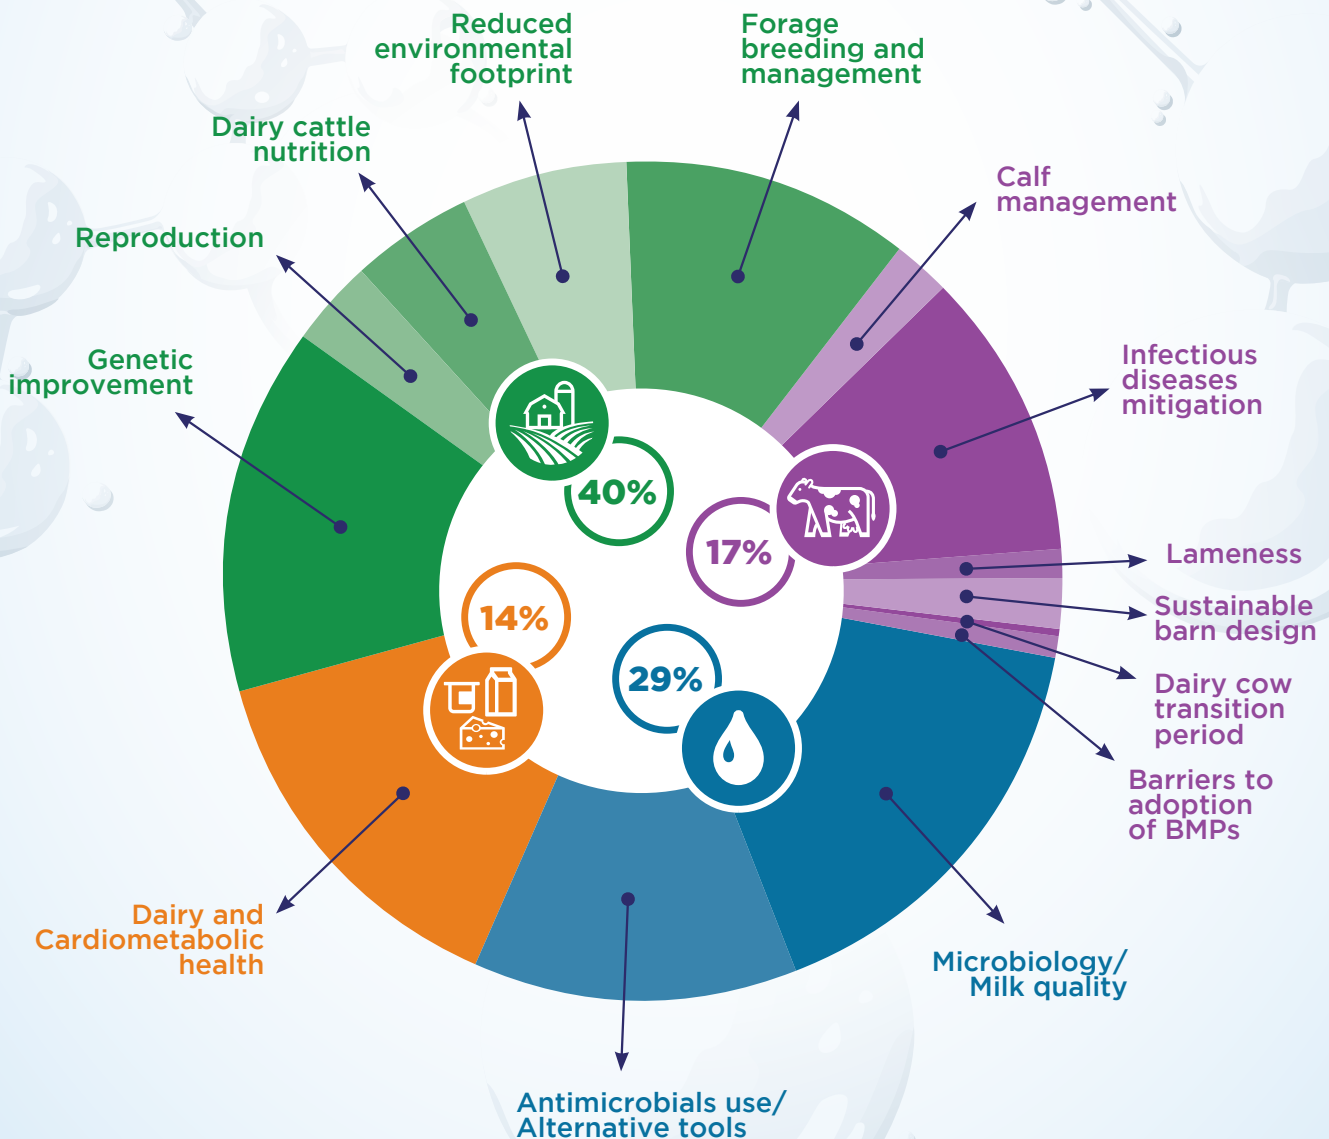 Reduced
environmental
footprint
Forage
breeding and
management
Dairy cattle
nutrition
Calf
management
Reproduction
Genetic
improvement
Infectious
diseases
mitigation
40%
17%
Lameness
Sustainable
barn design
14%
29%
Dairy cow
transition
period
Barriers to
adoption
of BMPs
Dairy and
Cardiometabolic
health
Microbiology/
Milk quality
Antimicrobials use/
Alternative tools